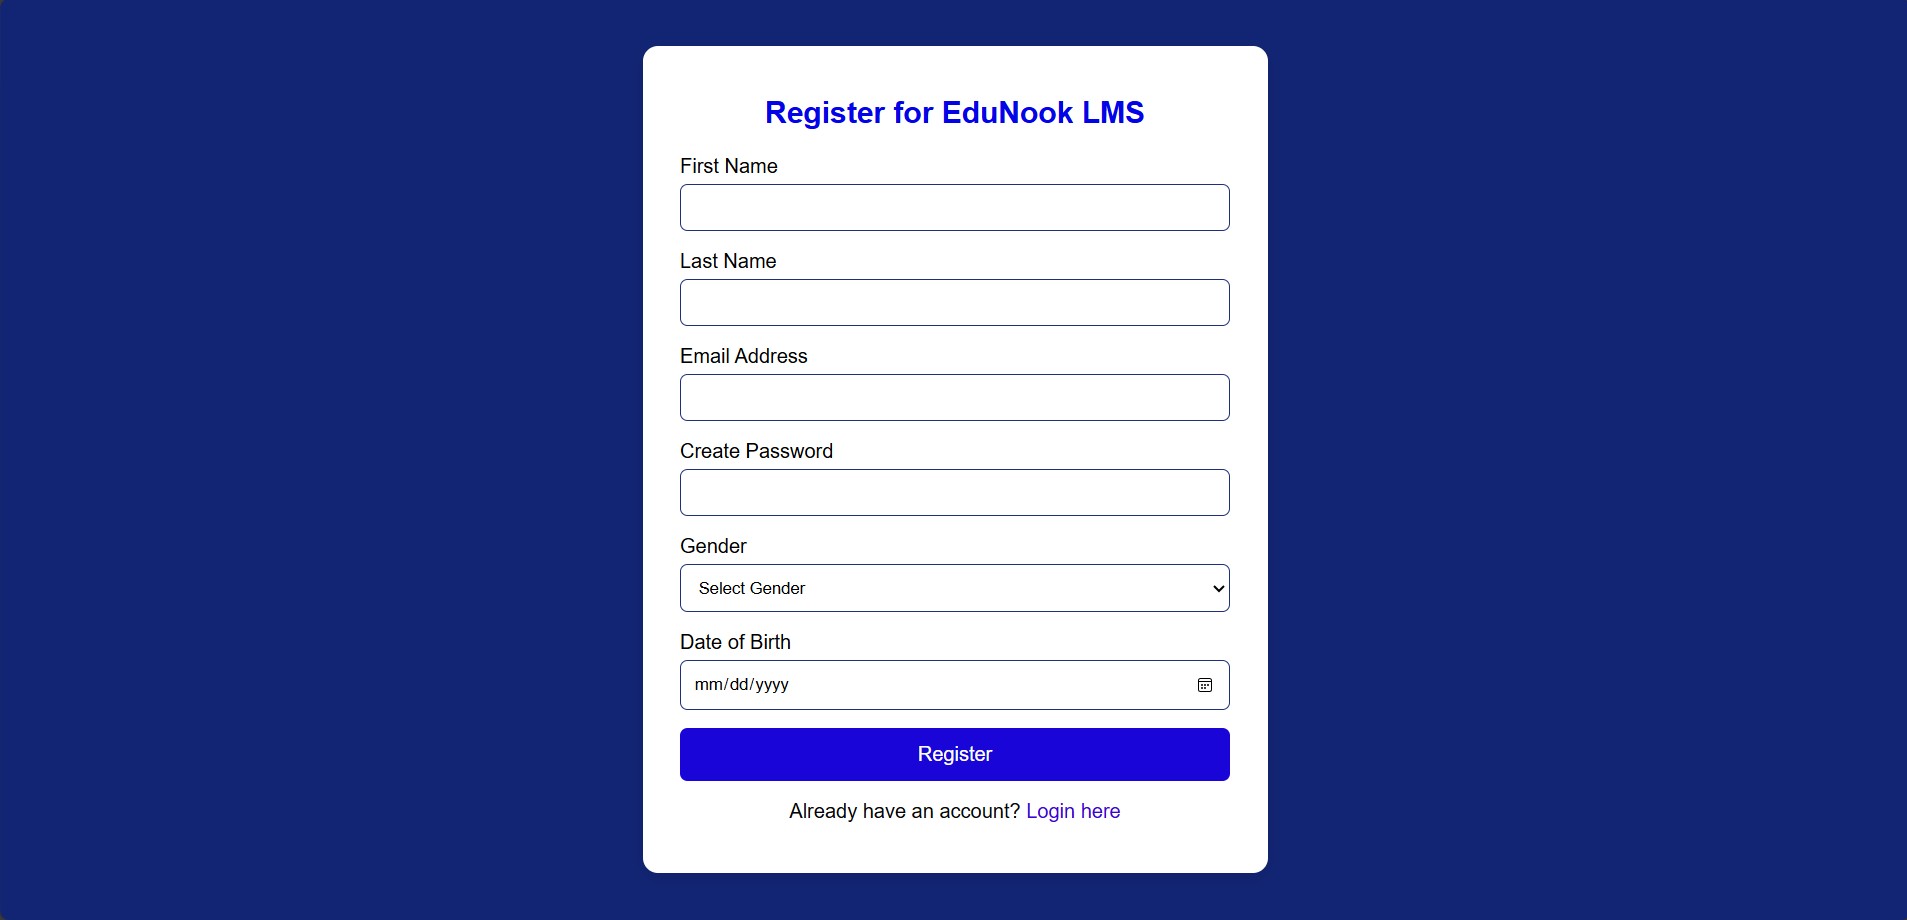 Register for EduNook LMS
First Name
Last Name
Email Address
Create Password
Gender
Select Gender
Date of Birth
mm/dd/yyyy
Register
Already have an account? Login here